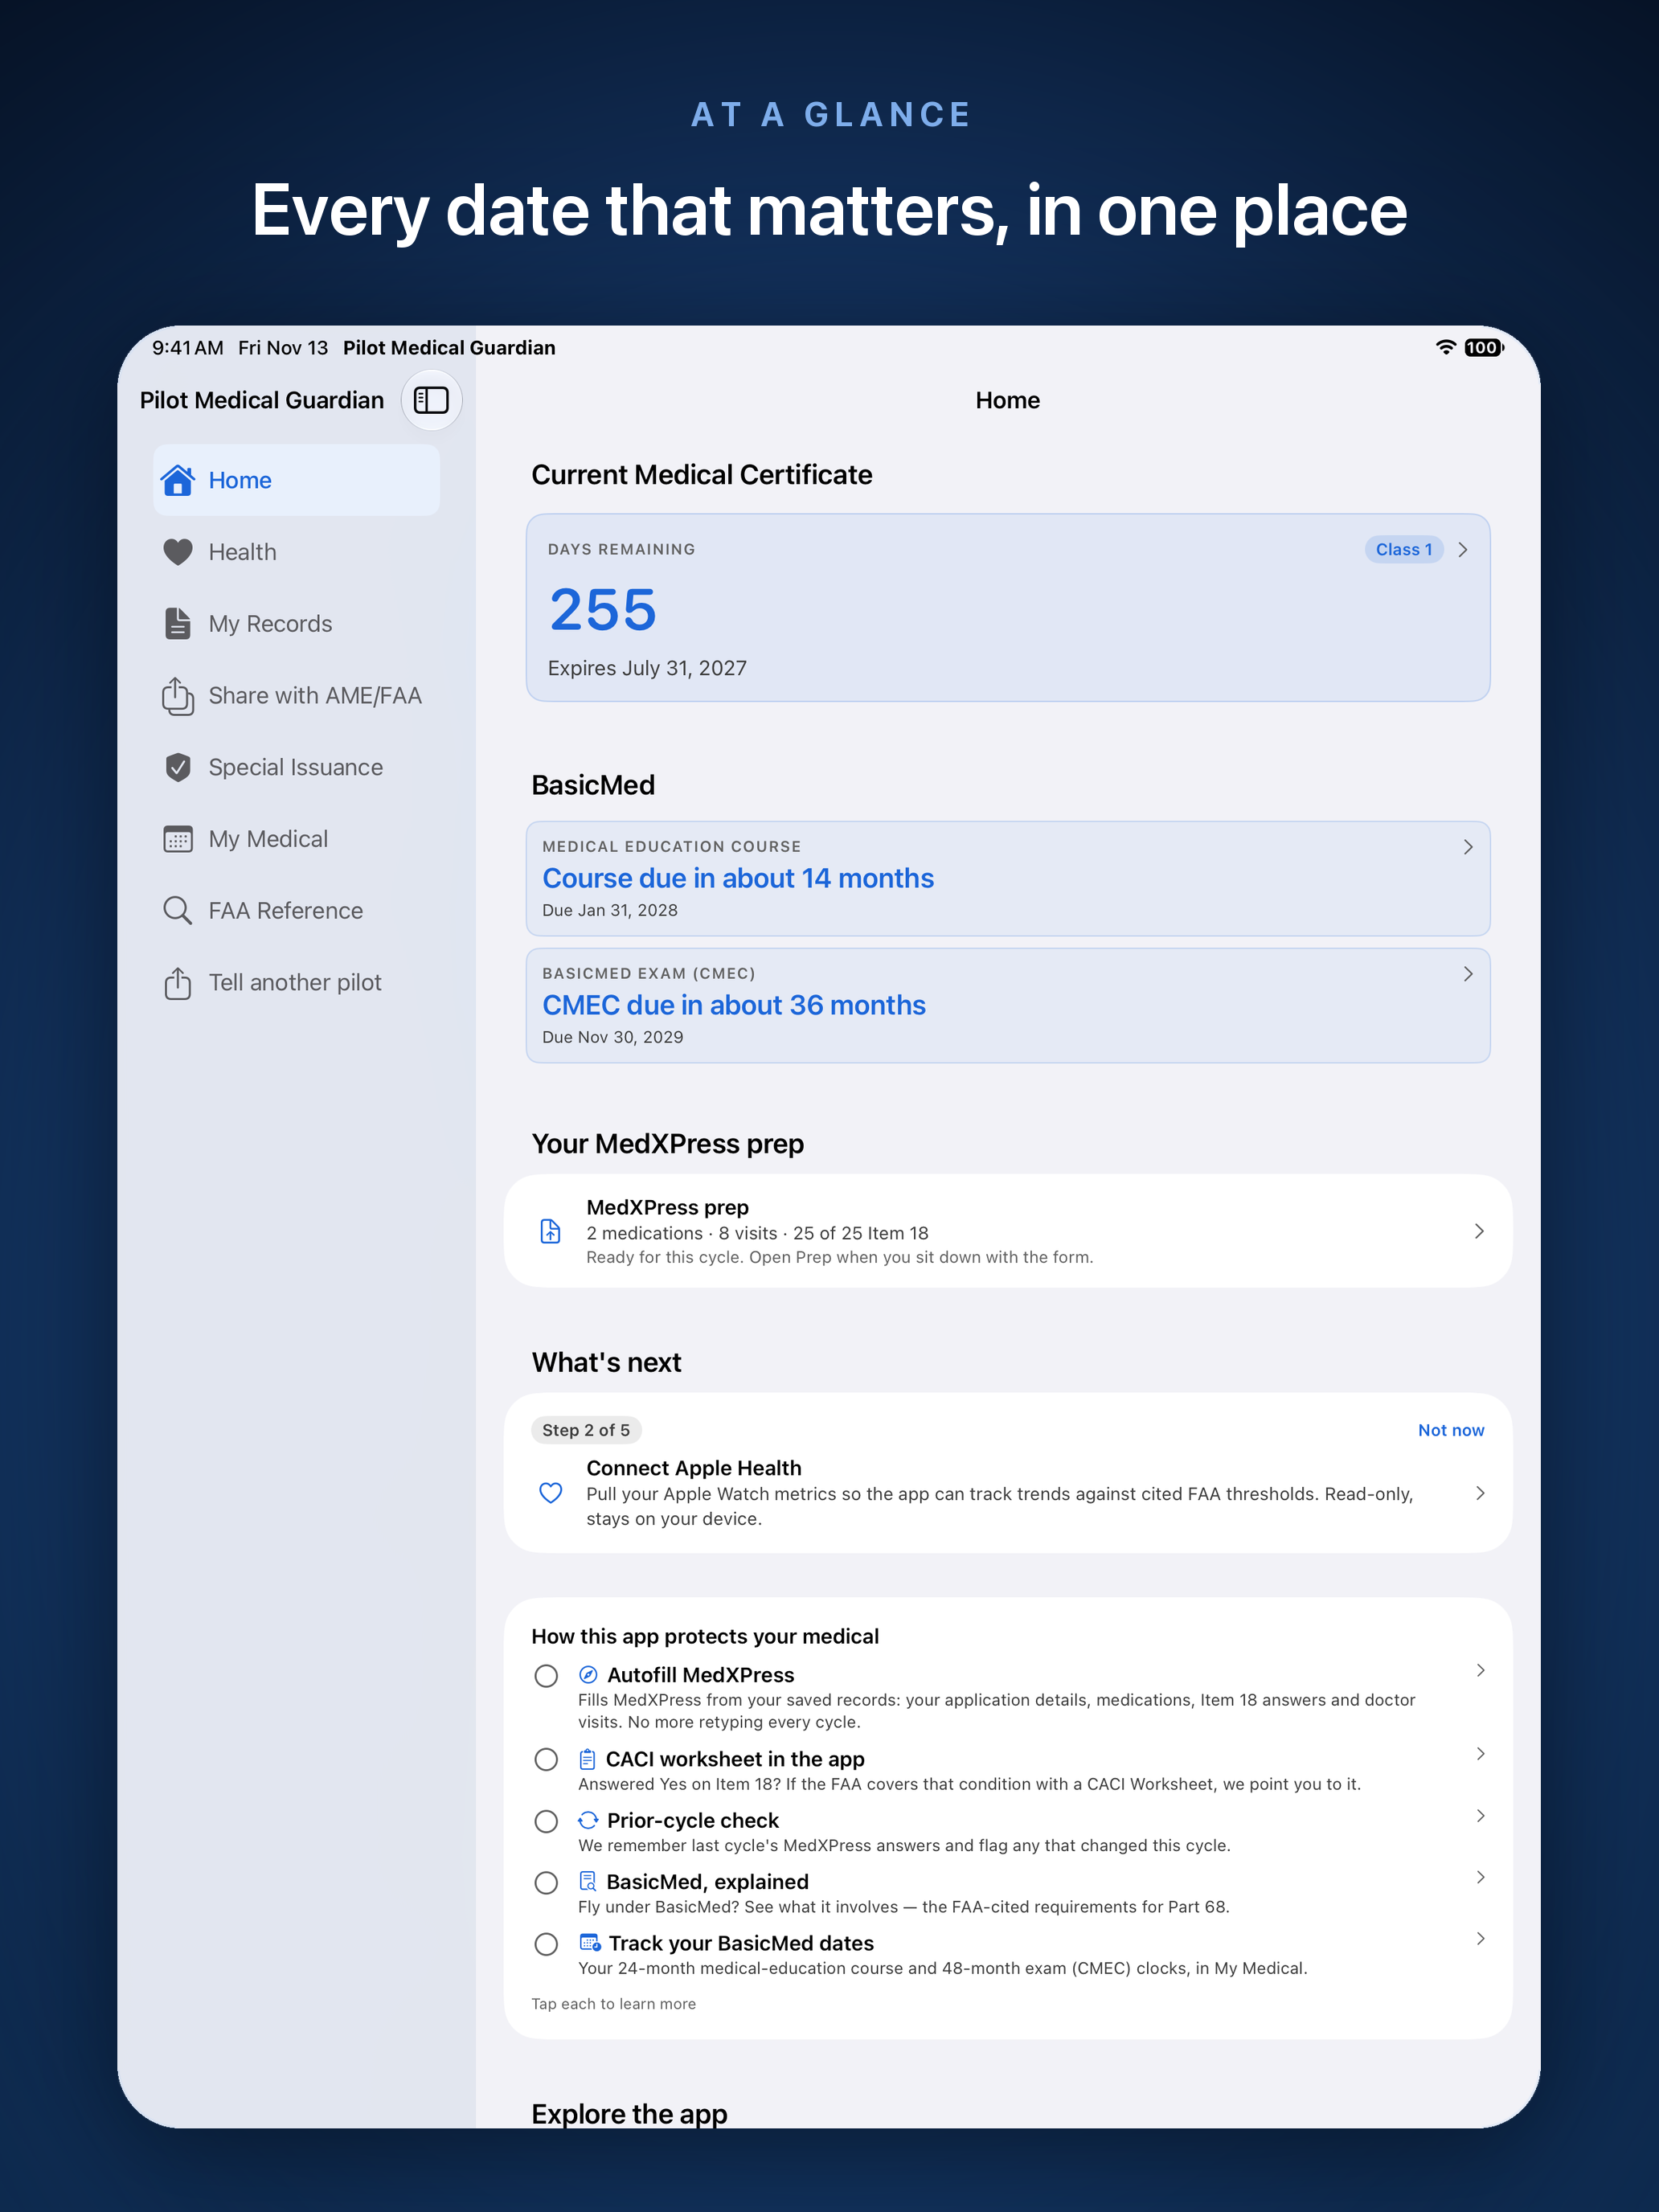 AT A GLANCE
Every date that matters, in one place
9:41 AM Fri Nov 13 Pilot Medical Guardian
100
Pilot Medical Guardian
Home
Home
Health
My Records
Share with AME/FAA
Special Issuance
My Medical
FAA Reference
Tell another pilot
Current Medical Certificate
DAYS REMAINING
Class 1
255
Expires July 31, 2027
BasicMed
MEDICAL EDUCATION COURSE
Course due in about 14 months
Due Jan 31, 2028
BASICMED EXAM (CMEC)
CMEC due in about 36 months
Due Nov 30, 2029
Your MedXPress prep
MedXPress prep
2 medications · 8 visits · 25 of 25 Item 18
Ready for this cycle. Open Prep when you sit down with the form.
What's next
Step 2 of 5
Not now
Connect Apple Health
Pull your Apple Watch metrics so the app can track trends against cited FAA thresholds. Read-only,
stays on your device.
How this app protects your medical
Autofill MedXPress
Fills MedXPress from your saved records: your application details, medications, Item 18 answers and doctor
visits. No more retyping every cycle.
CACI worksheet in the app
Answered Yes on Item 18? If the FAA covers that condition with a CACI Worksheet, we point you to it.
Prior-cycle check
We remember last cycle's MedXPress answers and flag any that changed this cycle.
BasicMed, explained
Fly under BasicMed? See what it involves — the FAA-cited requirements for Part 68.
Track your BasicMed dates
Your 24-month medical-education course and 48-month exam (CMEC) clocks, in My Medical.
Tap each to learn more
Explore the app